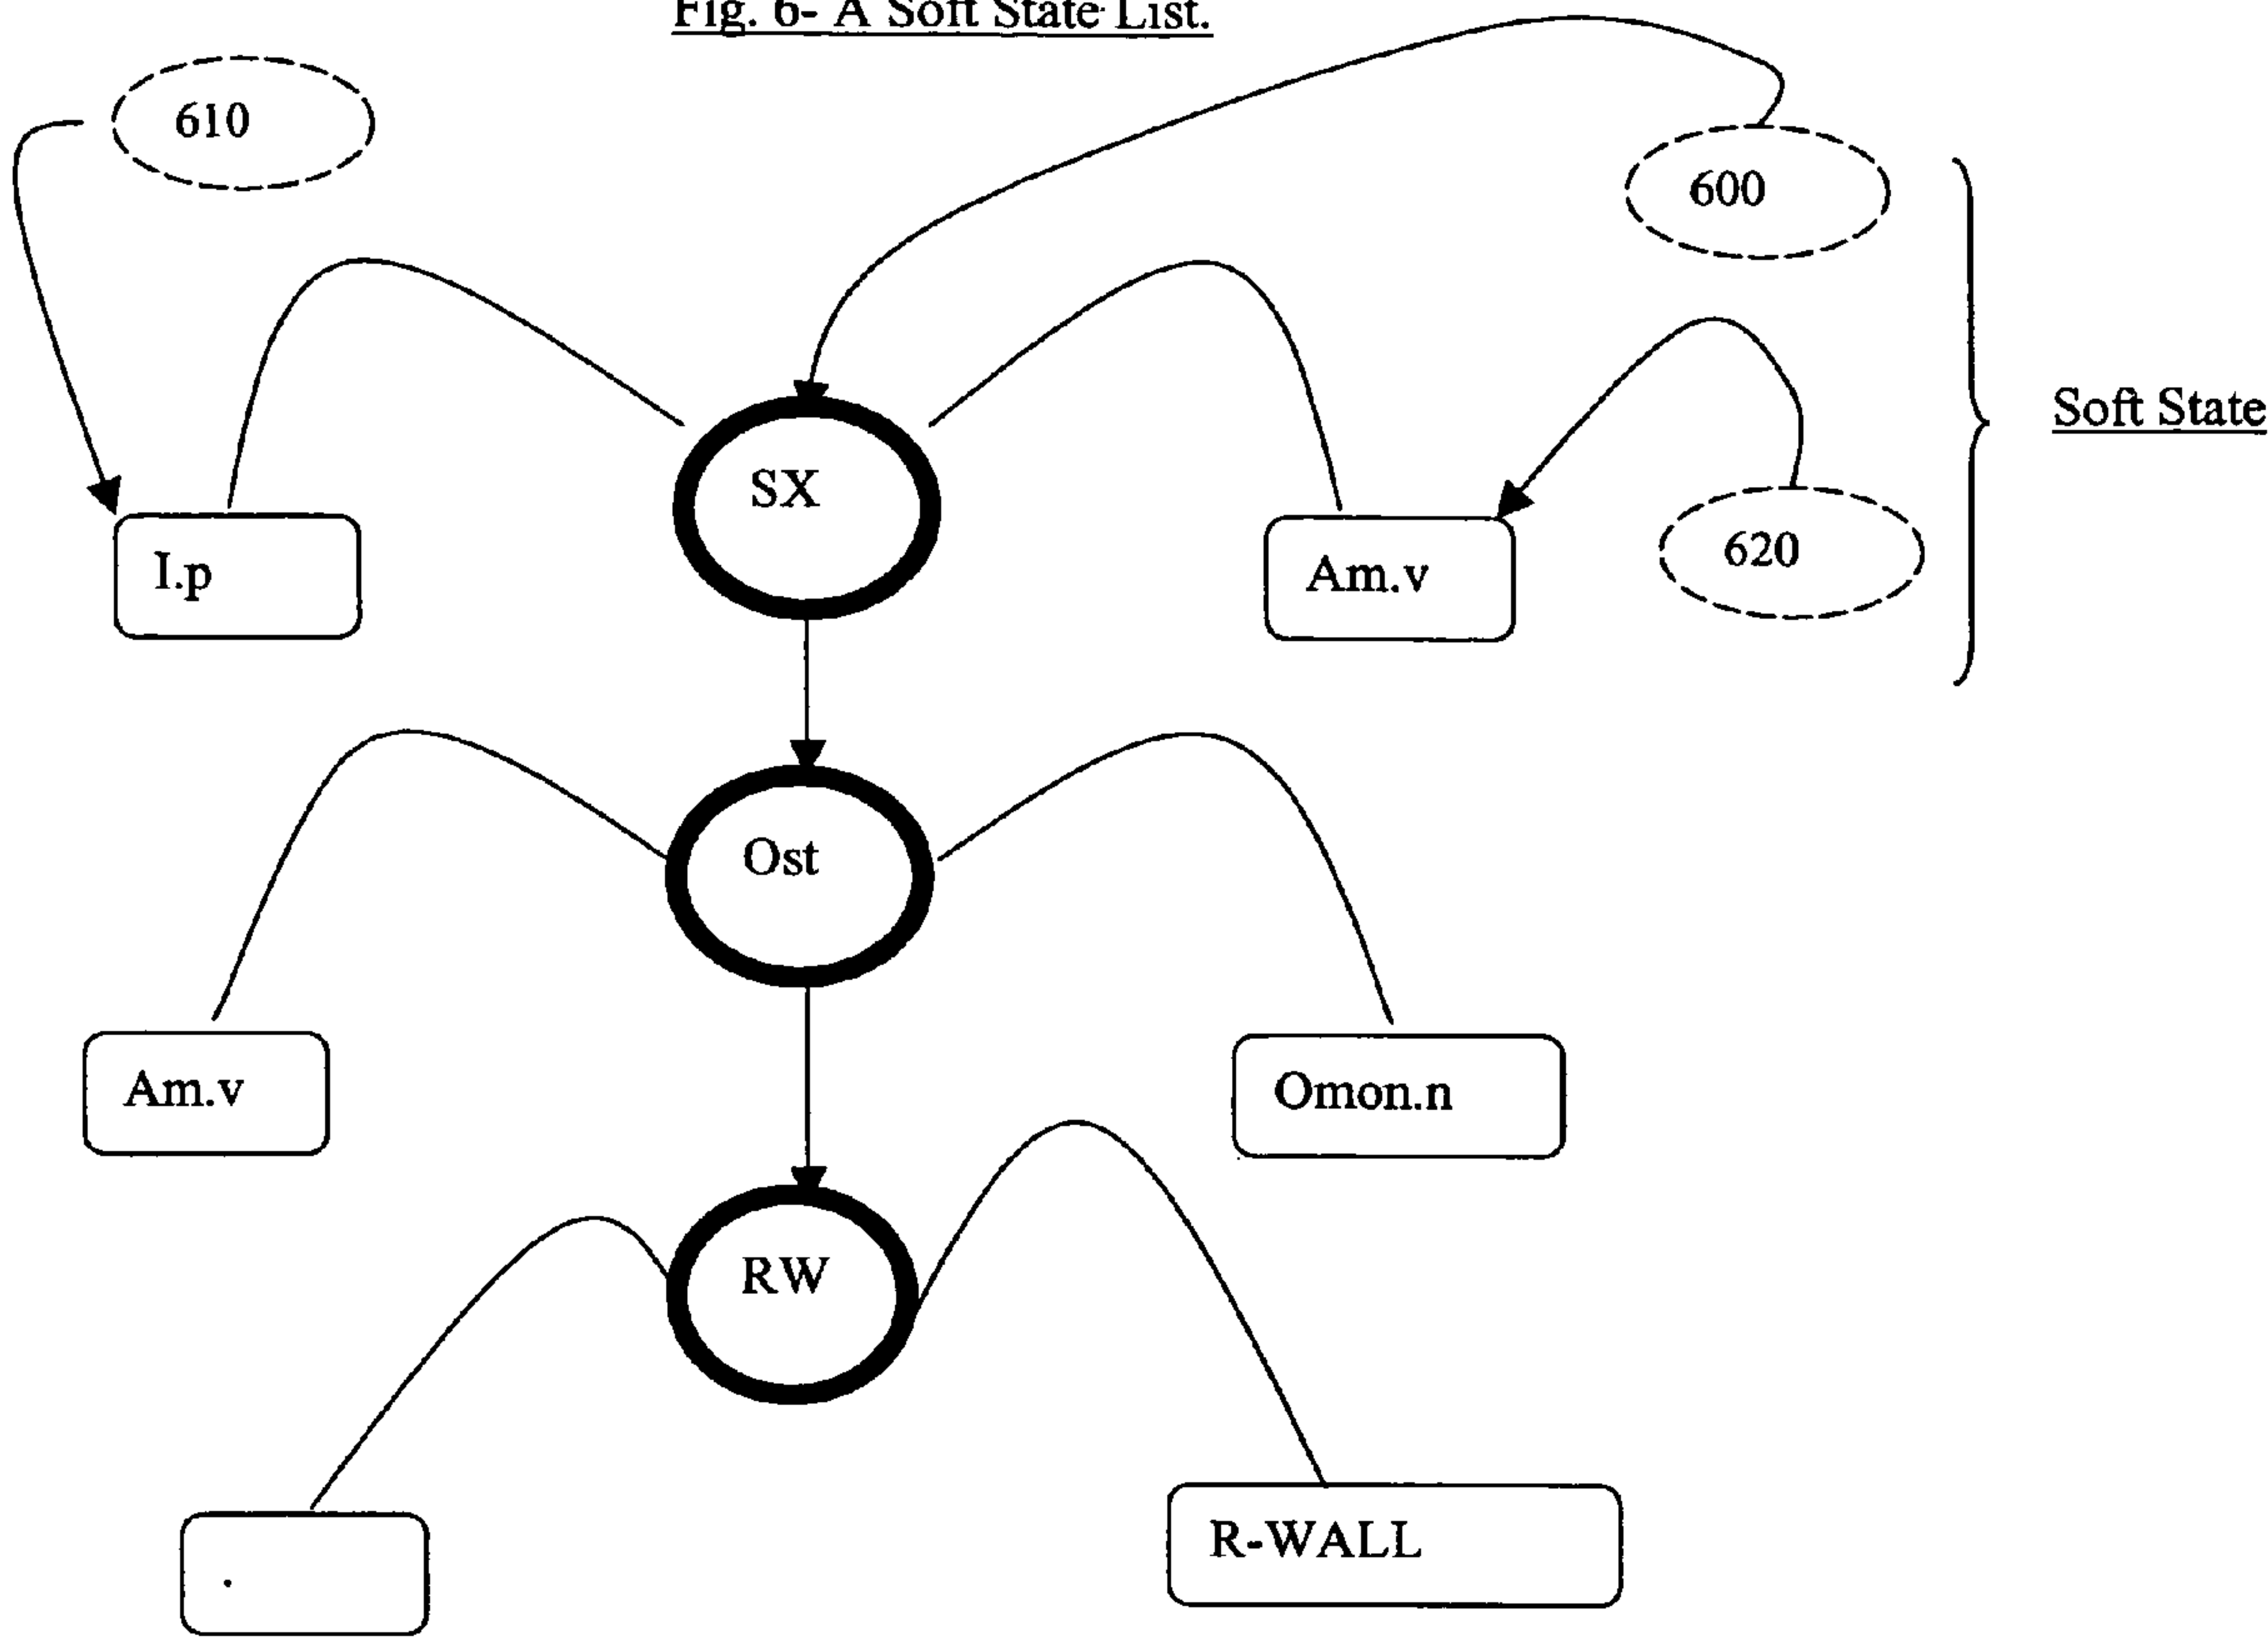 Fig. 6- A Soft State List.
610
600
SX
Soft State
I.p
Am.v
620
Ost
Am.v
Omon.n
RW
R-WALL
.